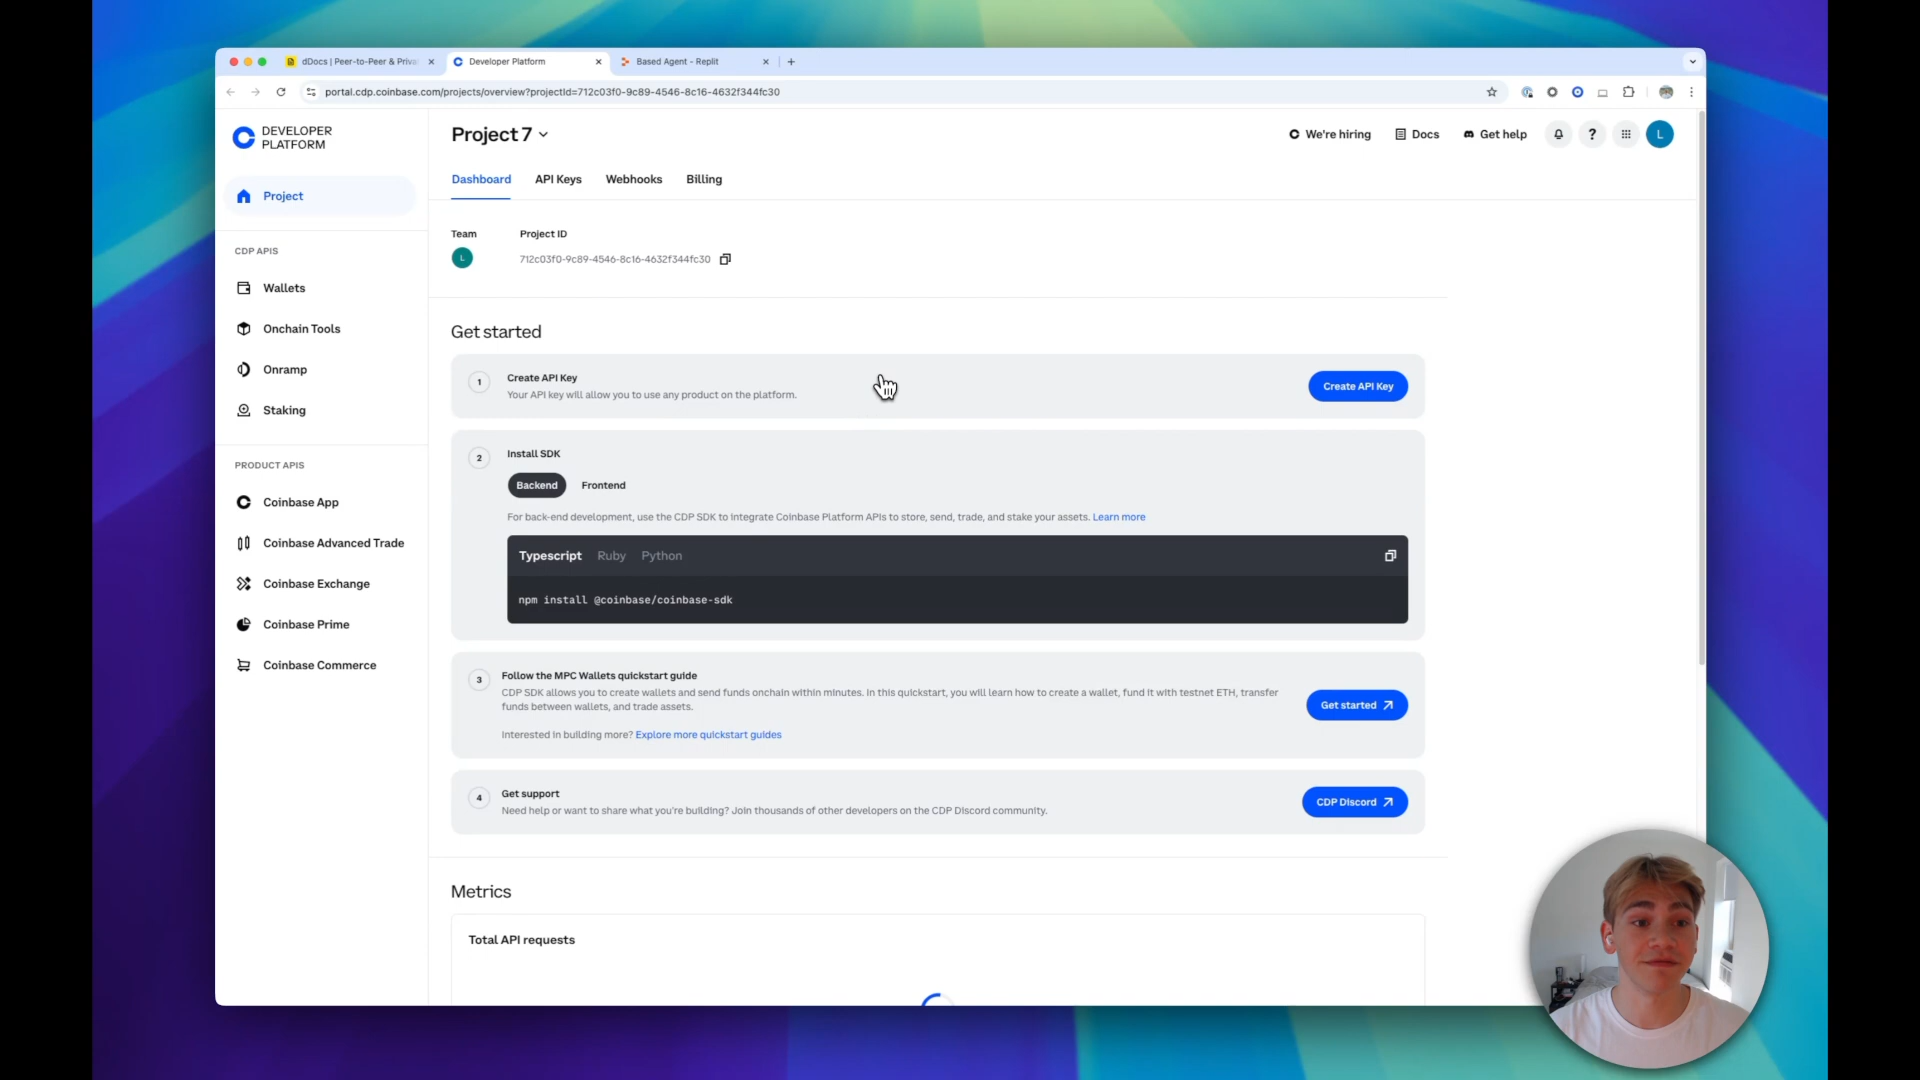 dDocs | Peer-to-Peer & Priva
Developer Platform
Based Agent - Replit
portal.cdp.coinbase.com/projects/overview?projectId=712c03f0-9c89-4546-8c16-4632f344fc30
DEVELOPER
PLATFORM
Project 7
We're hiring
Docs
Get help
L
Project
Dashboard
API Keys
Webhooks
Billing
CDP APIS
Wallets
Onchain Tools
Onramp
Staking
PRODUCT APIS
Coinbase App
Coinbase Advanced Trade
Coinbase Exchange
Coinbase Prime
Coinbase Commerce
Team
Project ID
L
712c03f0-9c89-4546-8c16-4632f344fc30
Get started
1
Create API Key
Your API key will allow you to use any product on the platform.
Create API Key
2
Install SDK
Backend
Frontend
For back-end development, use the CDP SDK to integrate Coinbase Platform APIs to store, send, trade, and stake your assets. Learn more
Typescript
Ruby
Python
npm install @coinbase/coinbase-sdk
3
Follow the MPC Wallets quickstart guide
CDP SDK allows you to create wallets and send funds onchain within minutes. In this quickstart, you will learn how to create a wallet, fund it with testnet ETH, transfer
funds between wallets, and trade assets.
Interested in building more? Explore more quickstart guides
Get started
4
Get support
Need help or want to share what you're building? Join thousands of other developers on the CDP Discord community.
CDP Discord
Metrics
Total API requests